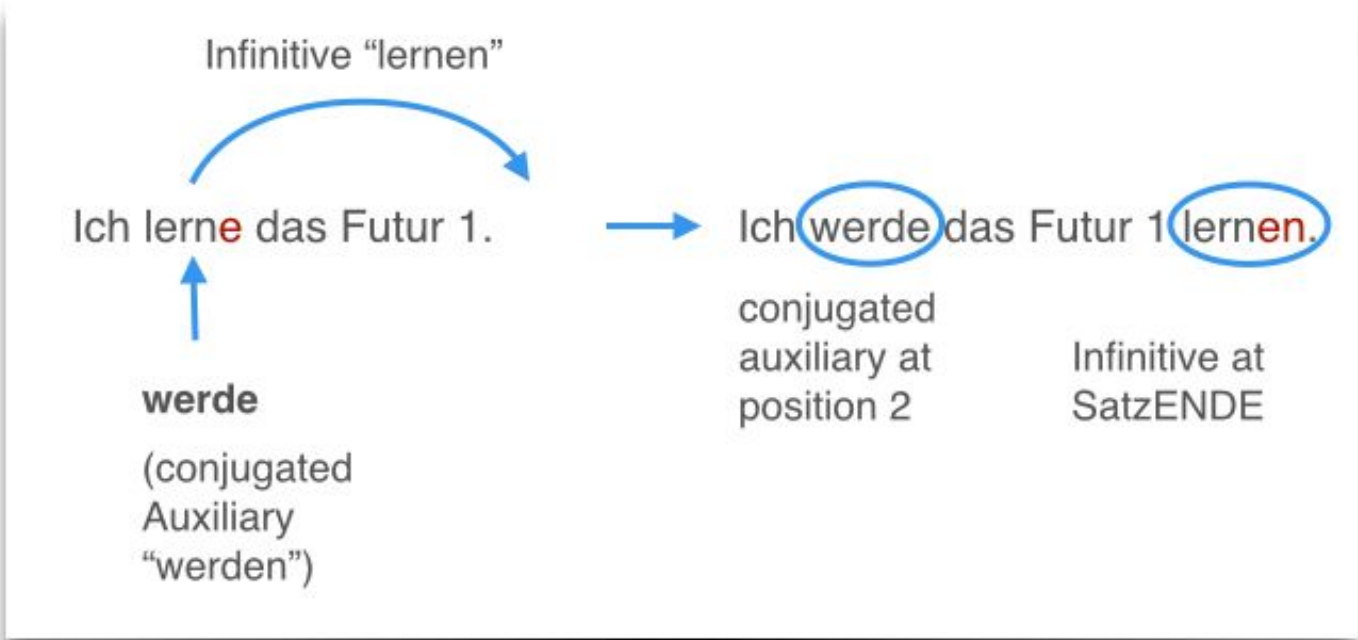 Infinitive “lernen”
Ich lerne das Futur 1.
werde
(conjugated
Auxiliary
“werden”)
Ich werde das Futur 1 lernen.
conjugated
auxiliary at
position 2
Infinitive at
SatzENDE